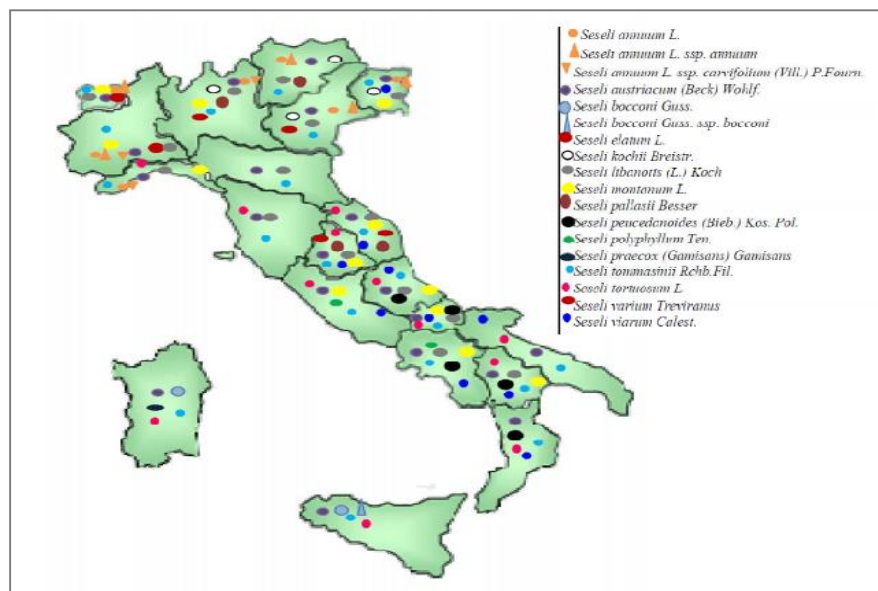 Seseli annuum L.
Seseli annuum L. ssp. annuum
Seseli annuum L. ssp. carvifolium (Vill.) P.Fourn.
Seseli austriacum (Beck) Wohlf.
Seseli bocconi Guss.
Seseli bocconi Guss. ssp. bocconi
Seseli elatum L.
Seseli kochii Breistr.
Seseli libanotis (L.) Koch
Seseli montanum L.
Seseli pallasii Besser
Seseli peucedanoides (Bieb.) Kos. Pol.
Seseli polyphyllum Ten.
Seseli praecox (Gamisans) Gamisans
Seseli tommasinii Rchb.Fil.
Seseli tortuosum L
Seseli varium Treviranus
Seseli viarum Calest.